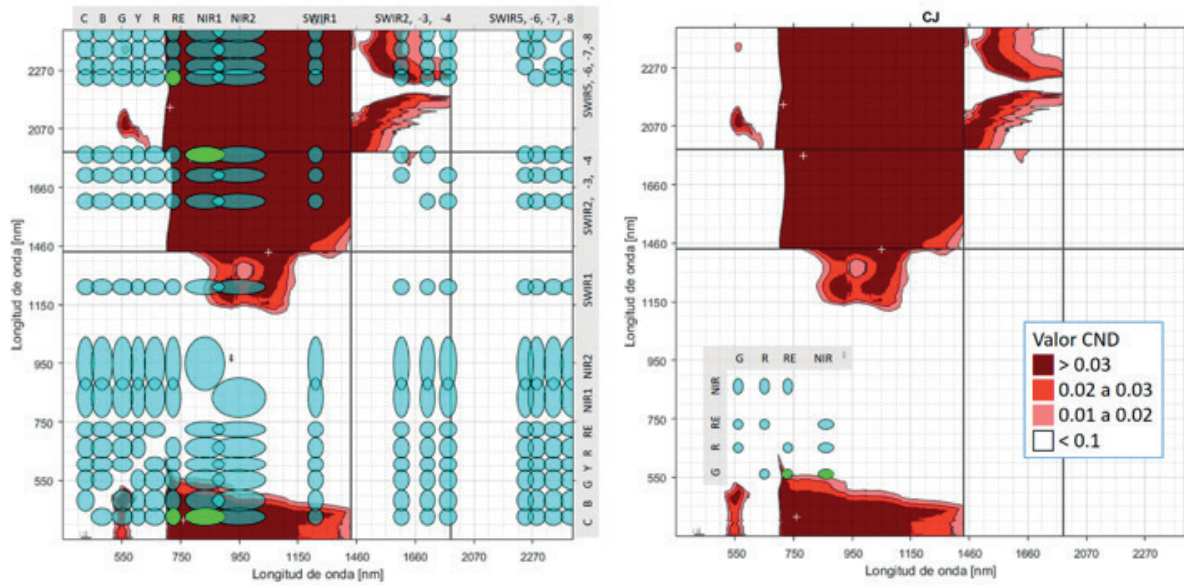 C B G Y R RE NIR1 NIR2 SWIR1 SWIR2, -3, -4 SWIR5, -6, -7, -8
2270
2070
1660
1460
1150
950
750
550
Longitud de onda [nm]
SWIR5, -6, -7, -8
SWIR2, -3, -4
SWIR1
NIR2
NIR1
RE
R
Y
G
B
C
550 750 950 1150 1460 1660 2070 2270
Longitud de onda [nm]
CJ
2270
2070
1660
1460
1150
950
750
550
Longitud de onda [nm]
G R RE NIR
NIR
RE
R
G
Valor CND
> 0.03
0.02 a 0.03
0.01 a 0.02
< 0.1
550 750 950 1150 1460 1660 2070 2270
Longitud de onda [nm]